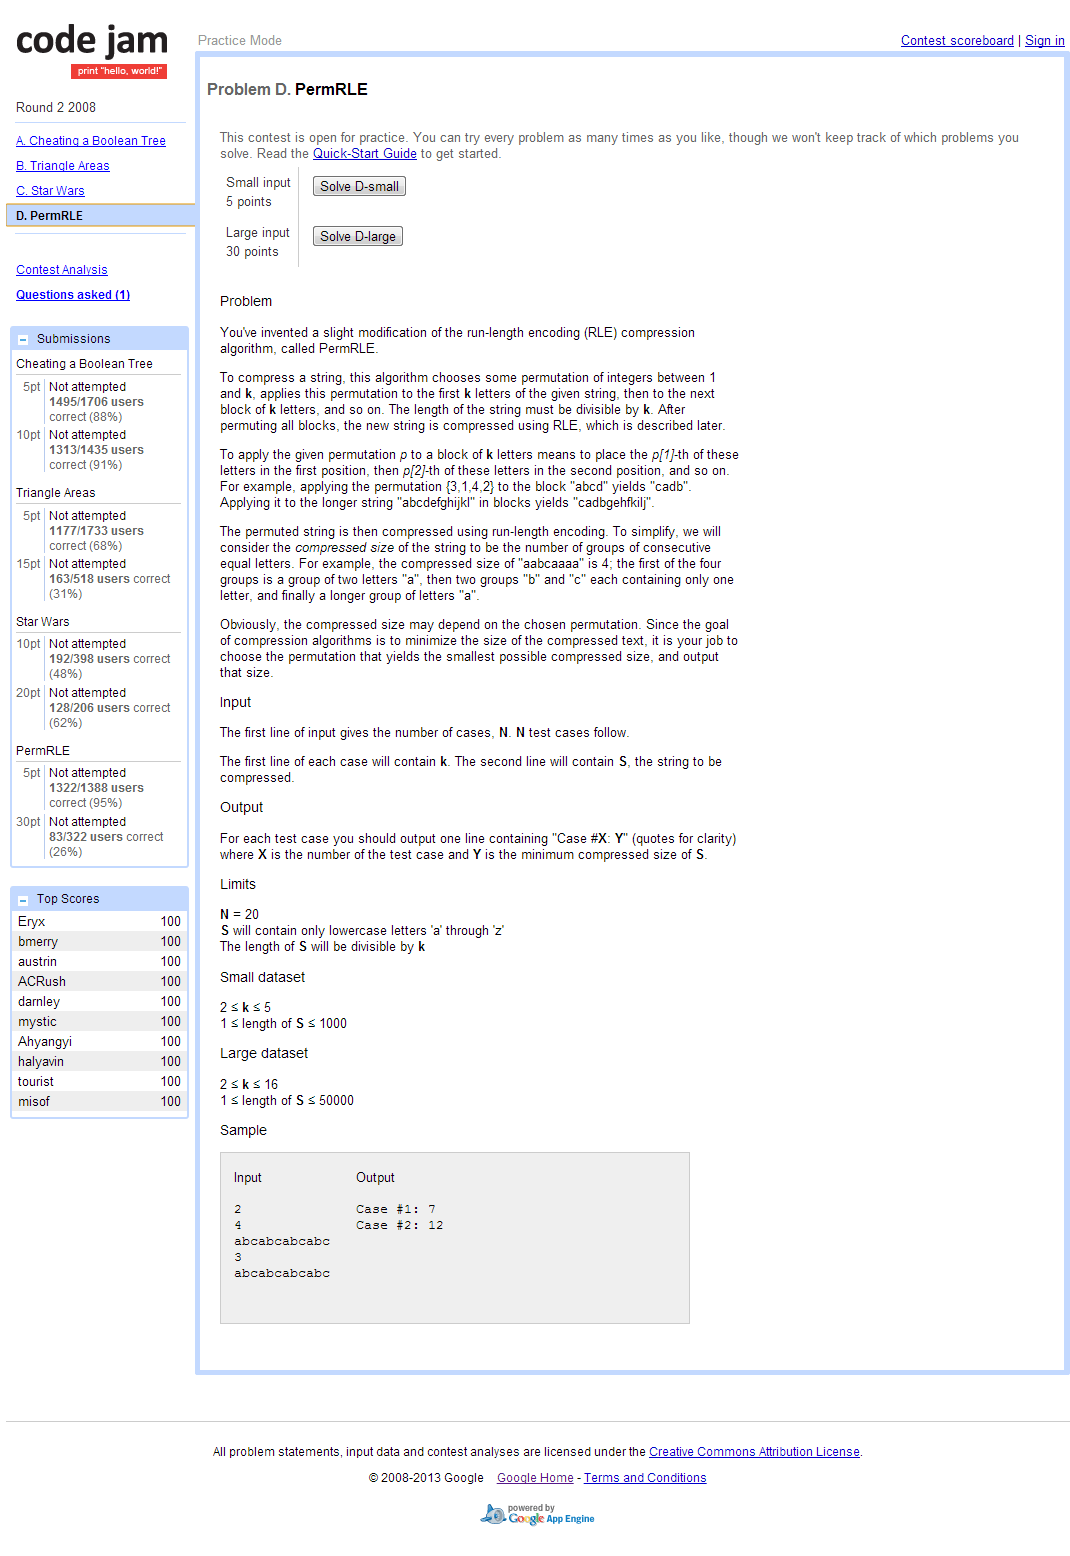 code jam
print "hello, world!"
Practice Mode
Contest scoreboard | Sign in
Round 2 2008
A. Cheating a Boolean Tree
B. Triangle Areas
C. Star Wars
D. PermRLE
Contest Analysis
Questions asked (1)
Submissions
Cheating a Boolean Tree
5pt Not attempted
1495/1706 users
correct (88%)
10pt Not attempted
1313/1435 users
correct (91%)
Triangle Areas
5pt Not attempted
1177/1733 users
correct (68%)
15pt Not attempted
163/518 users correct
(31%)
Star Wars
10pt Not attempted
192/398 users correct
(48%)
20pt Not attempted
128/206 users correct
(62%)
PermRLE
5pt Not attempted
1322/1388 users
correct (95%)
30pt Not attempted
83/322 users correct
(26%)
Top Scores
Eryx 100
bmerry 100
austrin 100
ACRush 100
darnley 100
mystic 100
Ahyangyi 100
halyavin 100
tourist 100
misof 100
Problem D. PermRLE
This contest is open for practice. You can try every problem as many times as you like, though we won't keep track of which problems you
solve. Read the Quick-Start Guide to get started.
Small input
5 points
Solve D-small
Large input
30 points
Solve D-large
Problem
You've invented a slight modification of the run-length encoding (RLE) compression
algorithm, called PermRLE.
To compress a string, this algorithm chooses some permutation of integers between 1
and k, applies this permutation to the first k letters of the given string, then to the next
block of k letters, and so on. The length of the string must be divisible by k. After
permuting all blocks, the new string is compressed using RLE, which is described later.
To apply the given permutation p to a block of k letters means to place the p[1]-th of these
letters in the first position, then p[2]-th of these letters in the second position, and so on.
For example, applying the permutation {3,1,4,2} to the block "abcd" yields "cadb".
Applying it to the longer string "abcdefghijkl" in blocks yields "cadbgehfkilj".
The permuted string is then compressed using run-length encoding. To simplify, we will
consider the compressed size of the string to be the number of groups of consecutive
equal letters. For example, the compressed size of "aabcaaaa" is 4; the first of the four
groups is a group of two letters "a", then two groups "b" and "c" each containing only one
letter, and finally a longer group of letters "a".
Obviously, the compressed size may depend on the chosen permutation. Since the goal
of compression algorithms is to minimize the size of the compressed text, it is your job to
choose the permutation that yields the smallest possible compressed size, and output
that size.
Input
The first line of input gives the number of cases, N. N test cases follow.
The first line of each case will contain k. The second line will contain S, the string to be
compressed.
Output
For each test case you should output one line containing "Case #X: Y" (quotes for clarity)
where X is the number of the test case and Y is the minimum compressed size of S.
Limits
N = 20
S will contain only lowercase letters 'a' through 'z'
The length of S will be divisible by k
Small dataset
2 ≤ k ≤ 5
1 ≤ length of S ≤ 1000
Large dataset
2 ≤ k ≤ 16
1 ≤ length of S ≤ 50000
Sample
Input Output
2 Case #1: 7
4 Case #2: 12
abcabcabcabc
3
abcabcabcabc
All problem statements, input data and contest analyses are licensed under the Creative Commons Attribution License.
© 2008-2013 Google Google Home - Terms and Conditions
powered by
Google App Engine